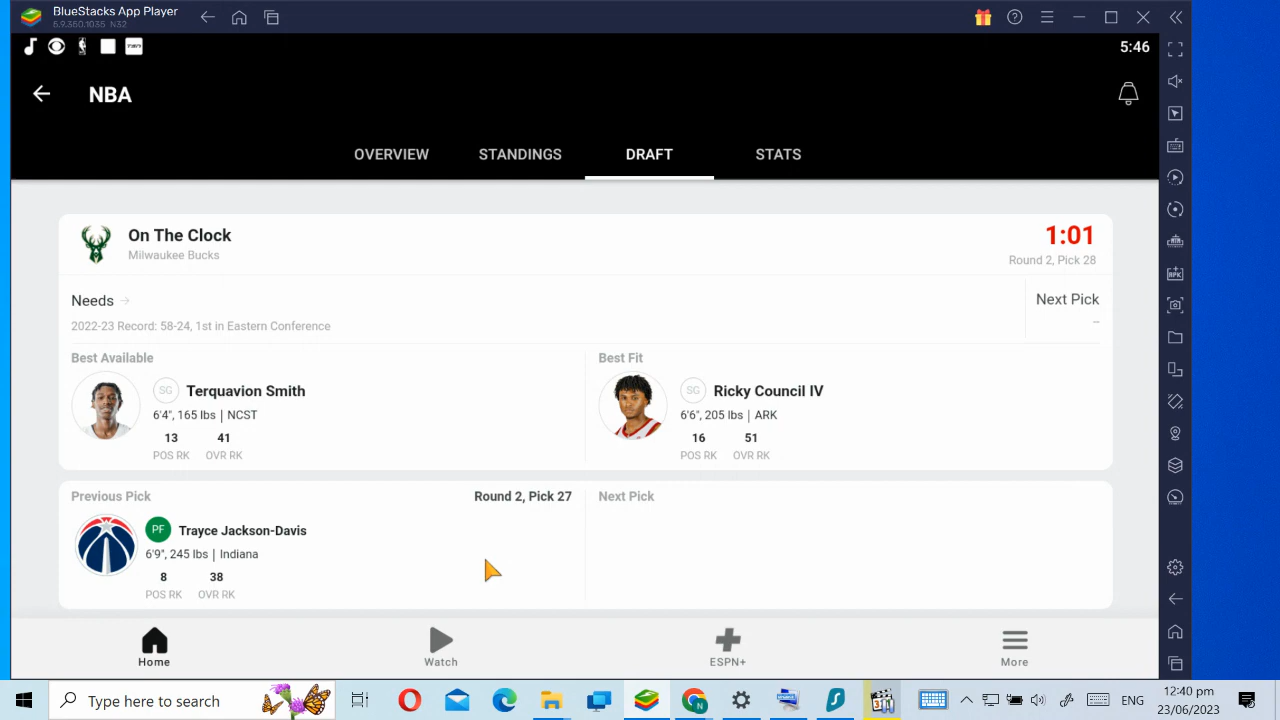 BlueStacks App Player
5:46
NBA
OVERVIEW STANDINGS DRAFT STATS
On The Clock
Milwaukee Bucks
1:01
Round 2, Pick 28
Needs
2022-23 Record: 58-24, 1st in Eastern Conference
Next Pick
--
Best Available
SG Terquavion Smith
6'4", 165 lbs | NCST
13 41
POS RK OVR RK
Best Fit
SG Ricky Council IV
6'6", 205 lbs | ARK
16 51
POS RK OVR RK
Previous Pick
Round 2, Pick 27
PF Trayce Jackson-Davis
6'9", 245 lbs | Indiana
8 38
POS RK OVR RK
Next Pick
Home Watch ESPN+ More
Type here to search
12:40 pm
23/06/2023